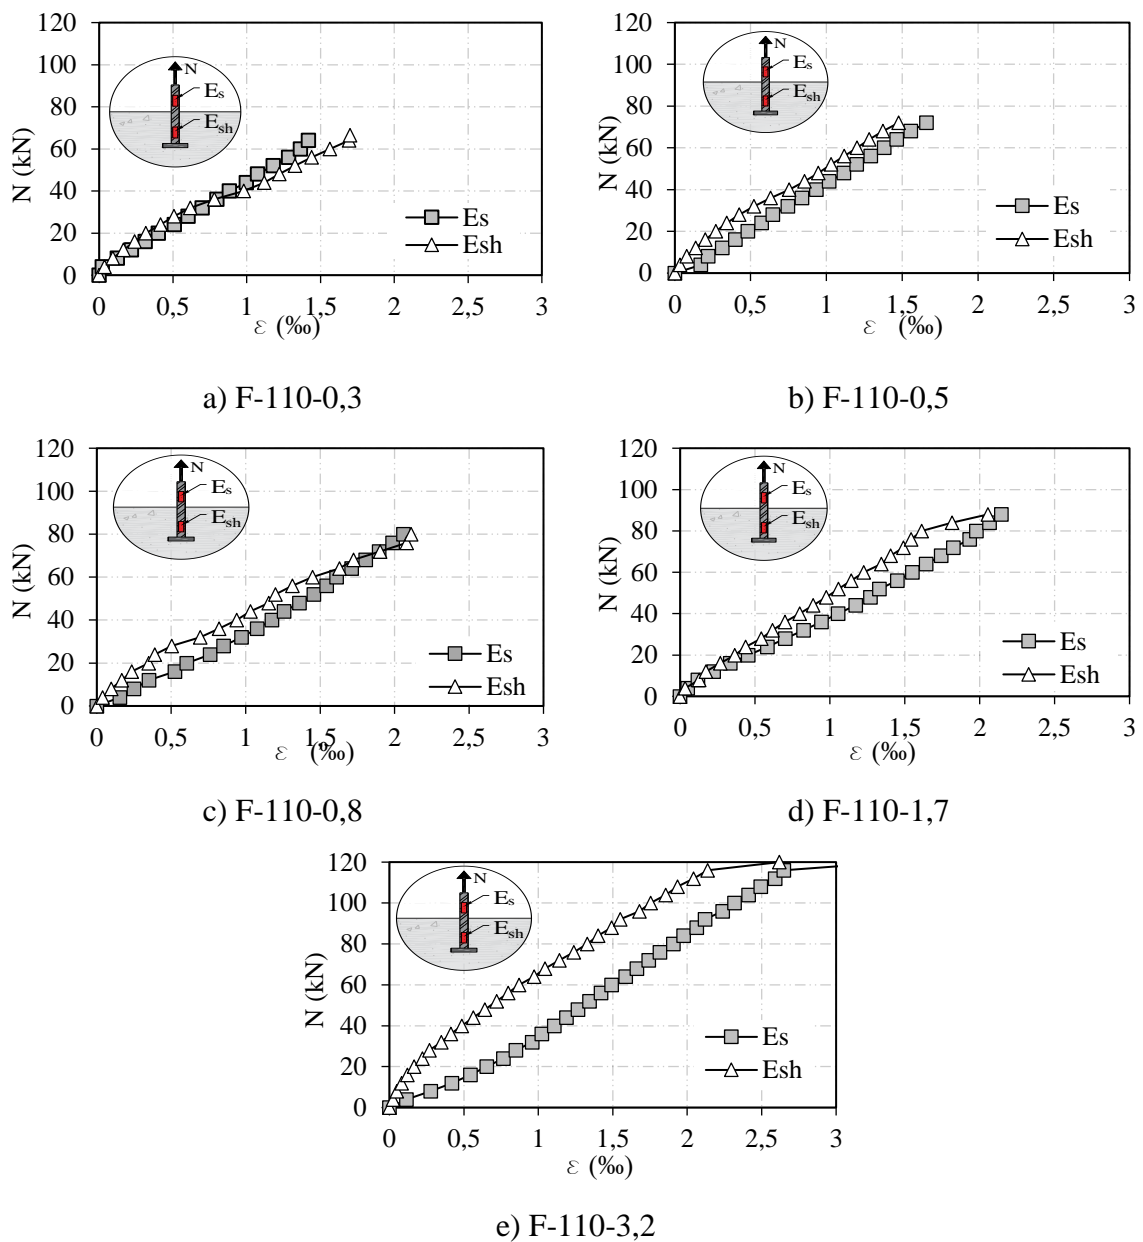 N (kN)
120
100
80
60
40
20
0
N
Es
Esh
Es
Esh
0 0,5 1 1,5 2 2,5 3
ε (‰)
a) F-110-0,3
N (kN)
120
100
80
60
40
20
0
N
Es
Esh
Es
Esh
0 0,5 1 1,5 2 2,5 3
ε (‰)
b) F-110-0,5
N (kN)
120
100
80
60
40
20
0
N
Es
Esh
Es
Esh
0 0,5 1 1,5 2 2,5 3
ε (‰)
c) F-110-0,8
N (kN)
120
100
80
60
40
20
0
N
Es
Esh
Es
Esh
0 0,5 1 1,5 2 2,5 3
ε (‰)
d) F-110-1,7
N (kN)
120
100
80
60
40
20
0
N
Es
Esh
Es
Esh
0 0,5 1 1,5 2 2,5 3
ε (‰)
e) F-110-3,2